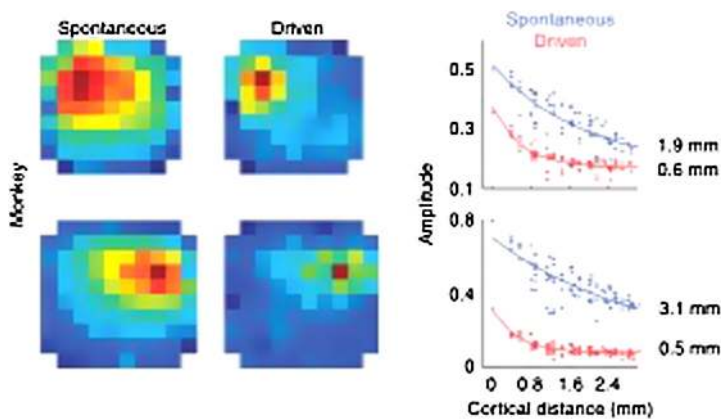 Spontaneous Driven
Monkey
Spontaneous
Driven
Amplitude
0.5
0.3
0.1
1.9 mm
0.6 mm
0.8
0.4
0
3.1 mm
0.5 mm
0 0.8 1.6 2.4
Cortical distance (mm)